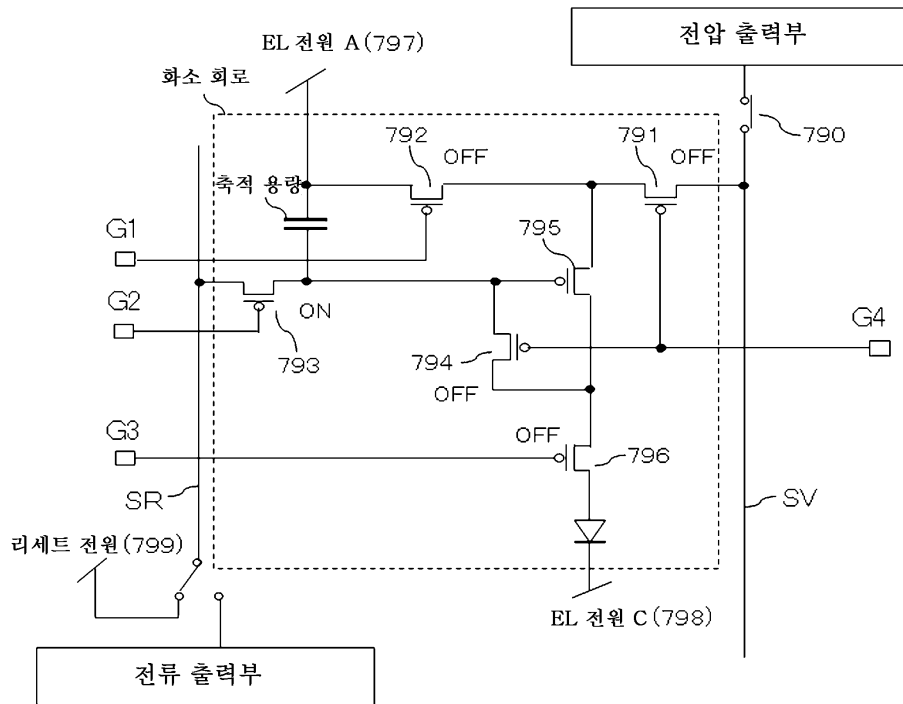 전압 출력부
EL 전원 A(797)
화소 회로
790
792
OFF
791
OFF
축적 용량
G1
795
G2
ON
793
794
OFF
G4
G3
OFF
796
SR
SV
리세트 전원(799)
EL 전원 C(798)
전류 출력부